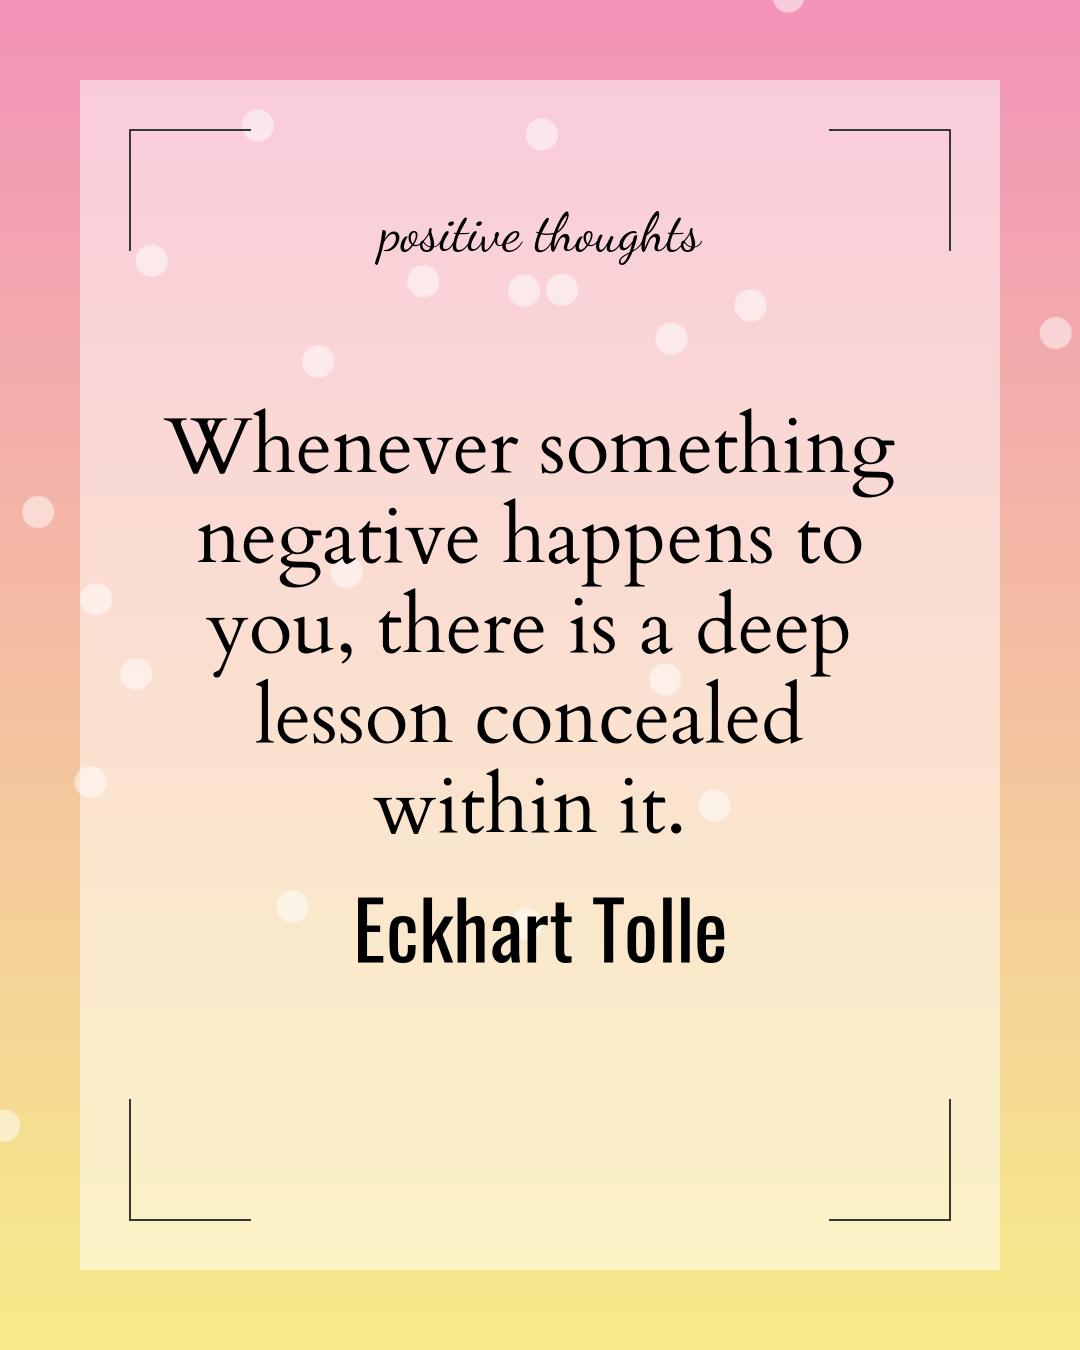 positive thoughts
Whenever something
negative happens to
you, there is a deep
lesson concealed
within it.
Eckhart Tolle